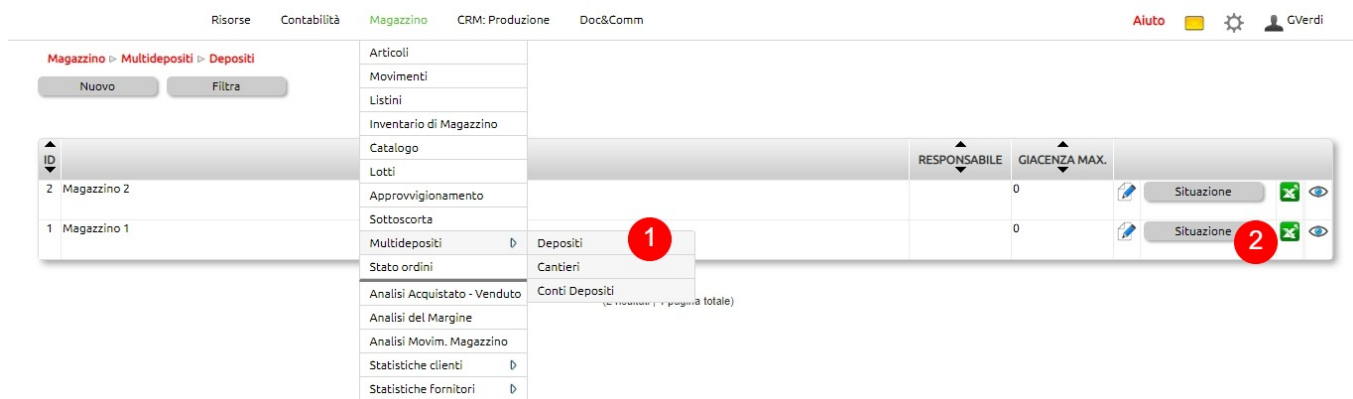 Risorse Contabilità Magazzino CRM: Produzione Doc&Comm Aiuto GVerdi
Magazzino ▷ Multidepositi ▷ Depositi
Nuovo Filtra
Articoli
Movimenti
Listini
Inventario di Magazzino
Catalogo
Lotti
Approvvigionamento
Sottoscorta
Multidepositi
Stato ordini
Analisi Acquistato - Venduto
Analisi del Margine
Analisi Movim. Magazzino
Statistiche clienti
Statistiche fornitori
Depositi 1
Cantieri
Conti Depositi
ID RESPONSABILE GIACENZA MAX.
2 Magazzino 2 0 Situazione
1 Magazzino 1 0 Situazione 2
pagina totale)